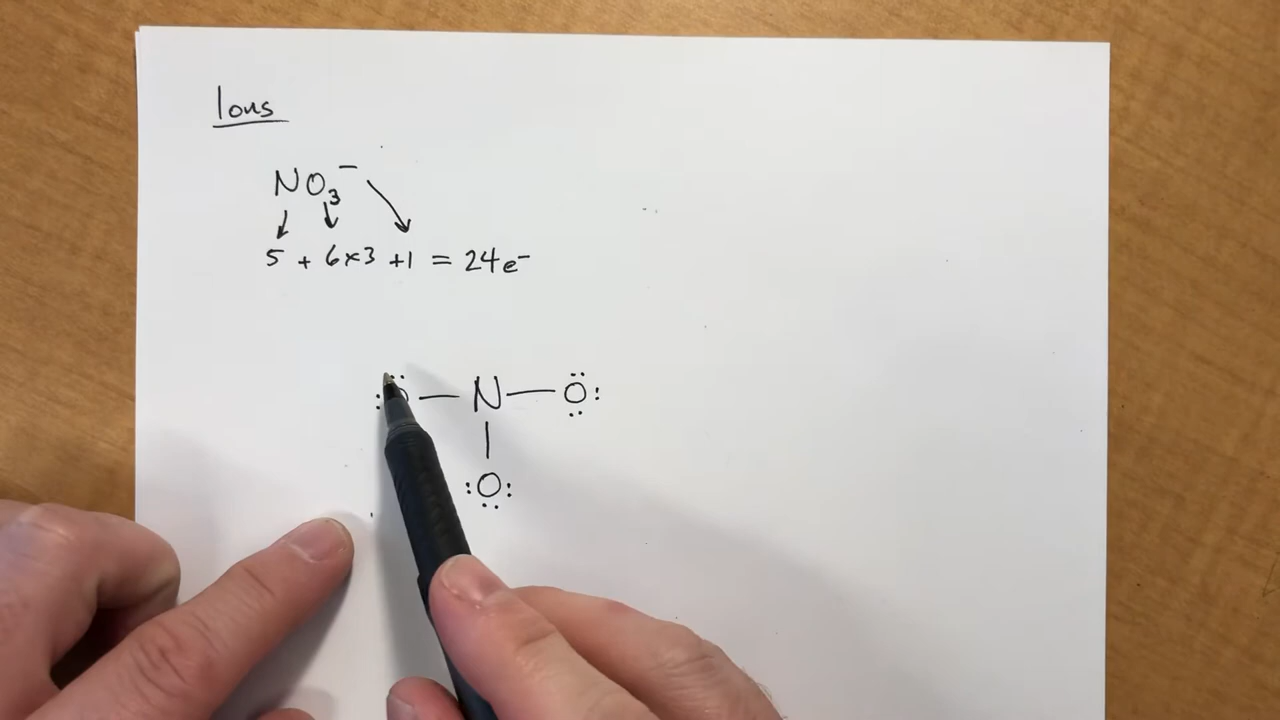 Ions
NO₃⁻
5 + 6x3 +1 = 24e⁻
O — N — O
O